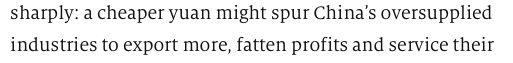 sharply: a cheaper yuan might spur China’s oversupplied
industries to export more, fatten profits and service their